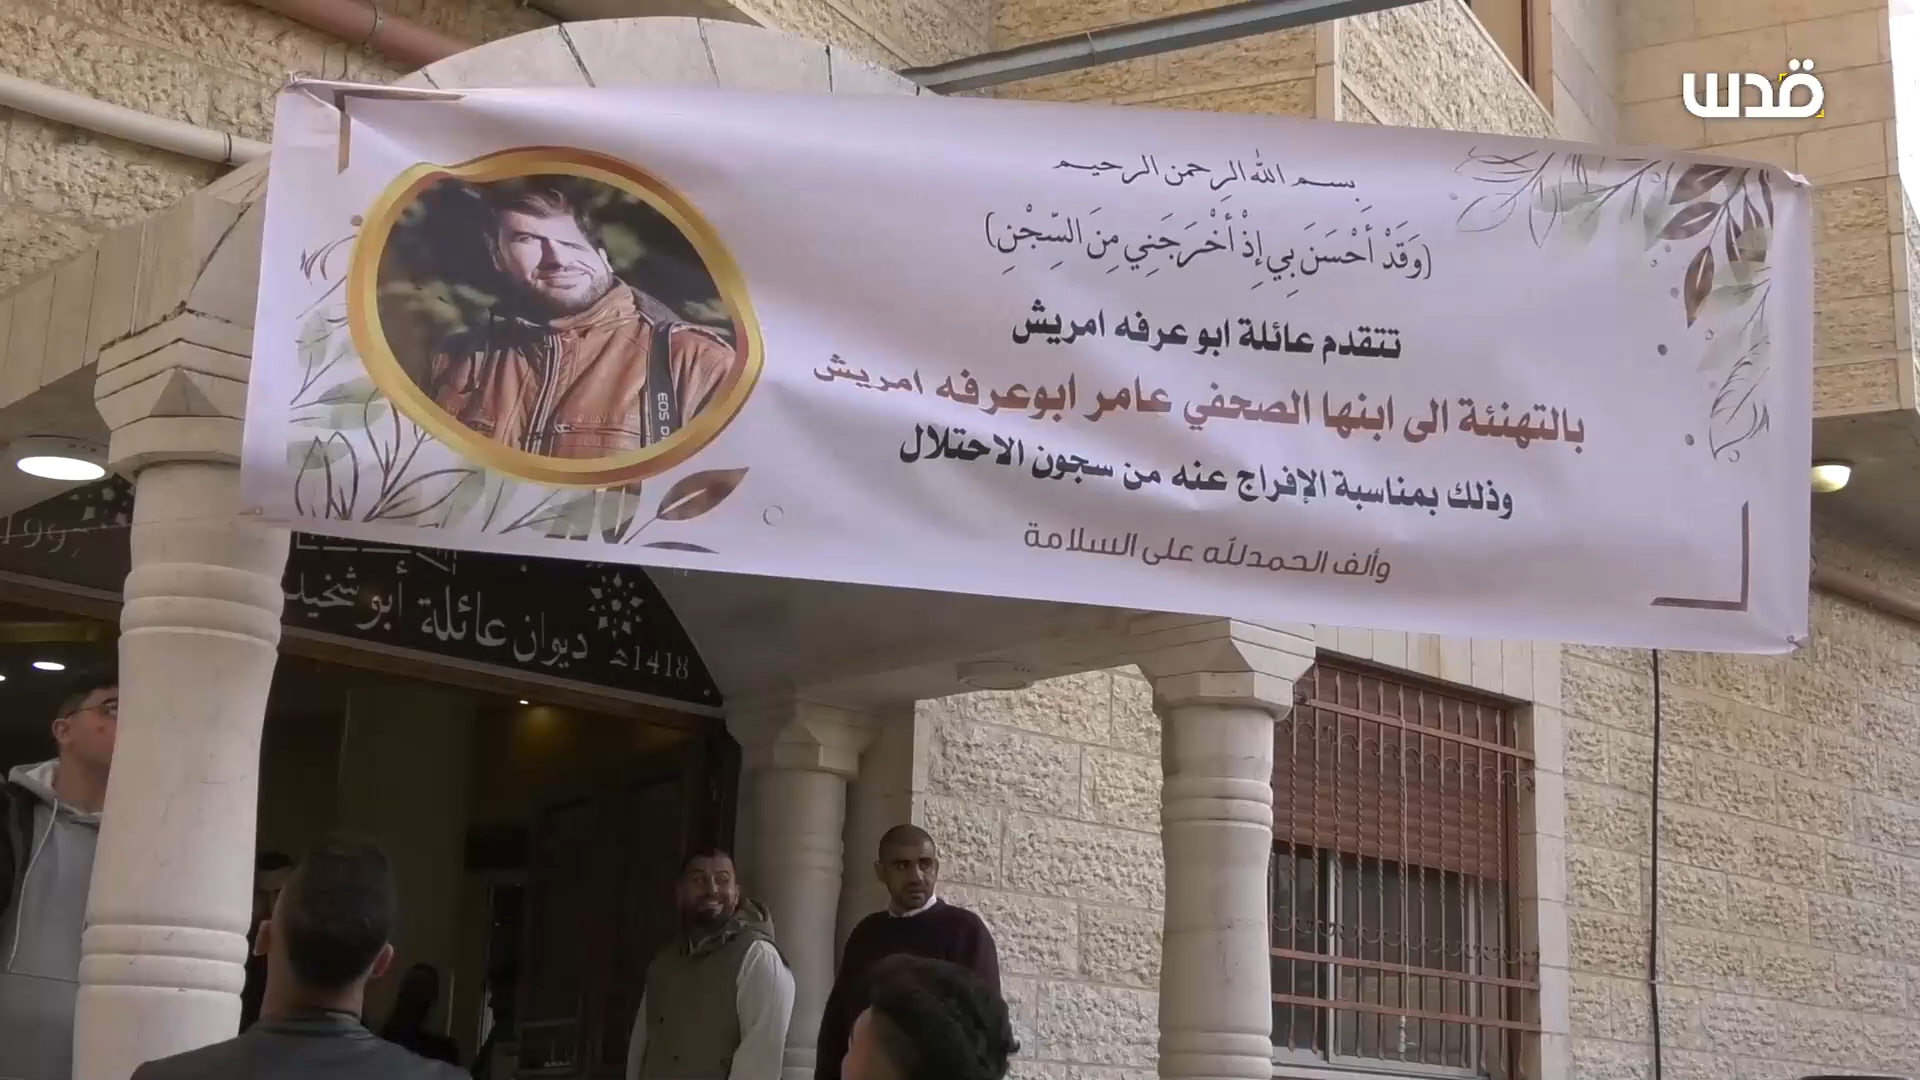 قدس
بسم الله الرحمن الرحيم
(وَقَدْ أَحْسَنَ بِي إِذْ أَخْرَجَنِي مِنَ السِّجْنِ)
تتقدم عائلة ابو عرفه امريش
بالتهنئة الى ابنها الصحفي عامر ابوعرفه امريش
وذلك بمناسبة الإفراج عنه من سجون الاحتلال
وألف الحمدلله على السلامة
EOS D
ديوان عائلة أبو
1418هـ